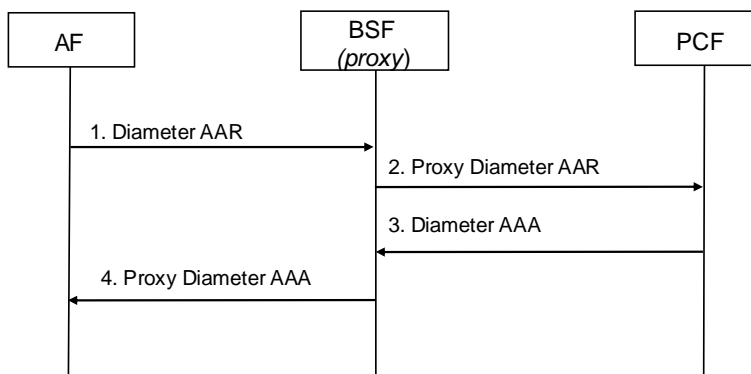 AF
BSF
(proxy)
PCF
1. Diameter AAR
2. Proxy Diameter AAR
3. Diameter AAA
4. Proxy Diameter AAA